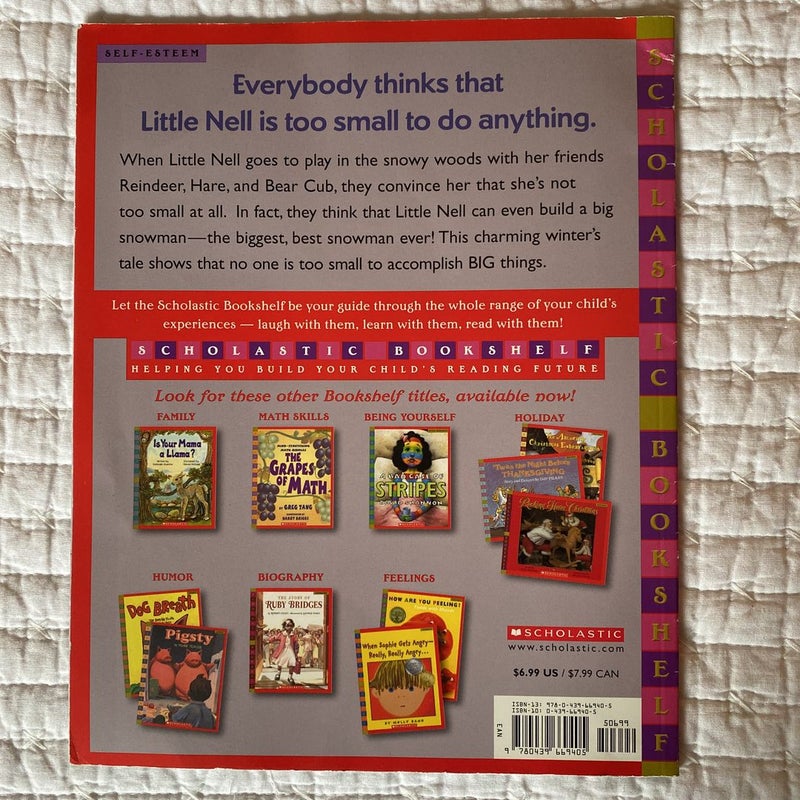 SELF-ESTEEM
Everybody thinks that
Little Nell is too small to do anything.
When Little Nell goes to play in the snowy woods with her friends
Reindeer, Hare, and Bear Cub, they convince her that she's not
too small at all. In fact, they think that Little Nell can even build a big
snowman—the biggest, best snowman ever! This charming winter's
tale shows that no one is too small to accomplish BIG things.
Let the Scholastic Bookshelf be your guide through the whole range of your child's
experiences — laugh with them, learn with them, read with them!
SCHOLASTIC BOOKSHELF
HELPING YOU BUILD YOUR CHILD'S READING FUTURE
Look for these other Bookshelf titles, available now!
FAMILY
Is Your Mama
a Llama?
MATH SKILLS
THE
GRAPES
OF MATH
BY GREG TANG
BEING YOURSELF
A BAD CASE OF
STRIPES
HOLIDAY
'Twas the Night Before
THANKSGIVING
HUMOR
DOG BREATH
Pigsty
BIOGRAPHY
THE STORY OF
RUBY BRIDGES
FEELINGS
HOW ARE YOU FEELING?
When Sophie Gets Angry—
Really, Really Angry...
BY MOLLY BANG
SCHOLASTIC
www.scholastic.com
$6.99 US / $7.99 CAN
ISBN-13: 978-0-439-66940-5
ISBN-10: 0-439-66940-5
50699
EAN
9 780439 669405
SCHOLASTIC BOOKSHELF